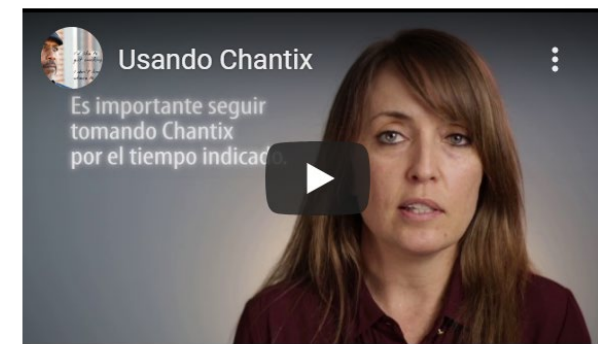 Usando Chantix
Es importante seguir
tomando Chantix
por el tiempo indicado.